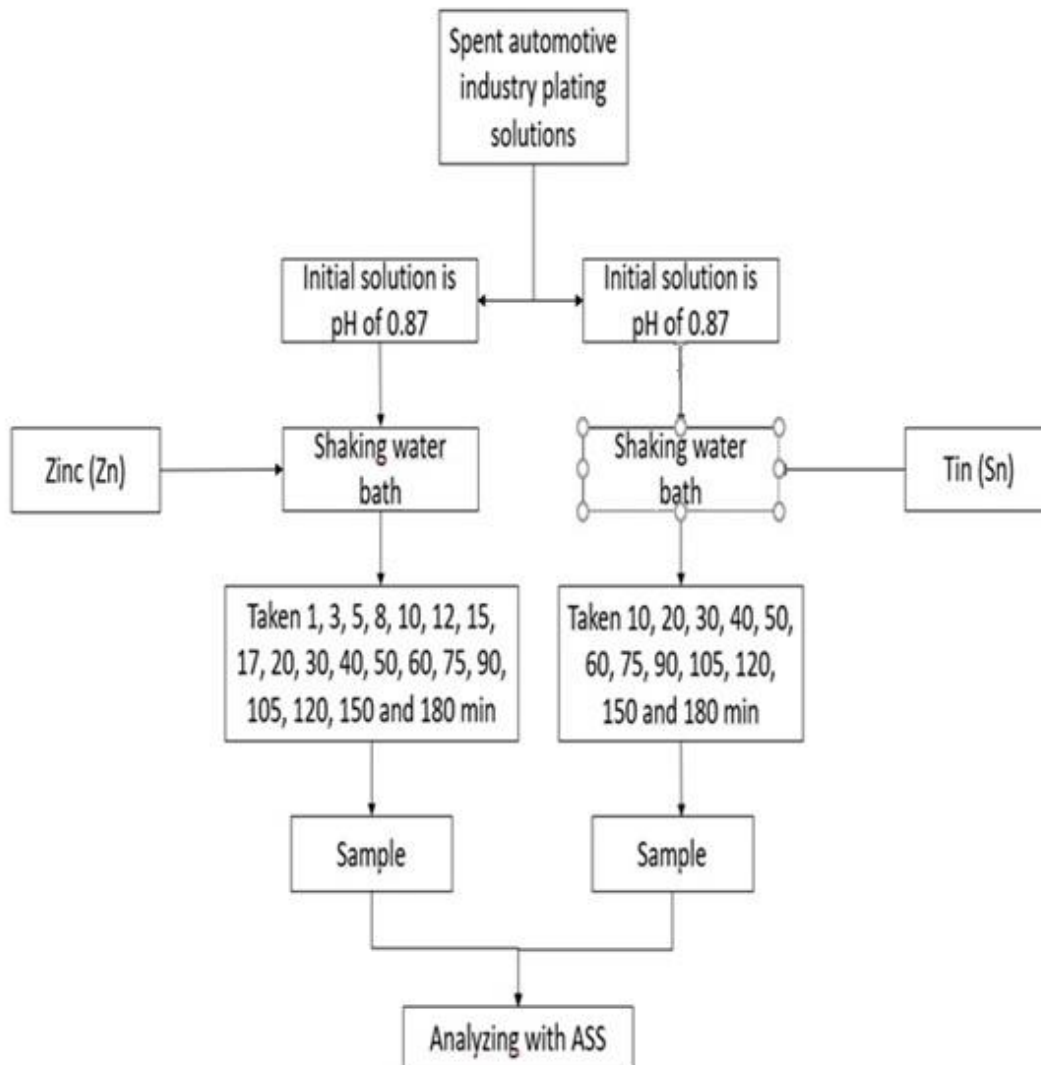 Spent automotive
industry plating
solutions
Initial solution is
pH of 0.87
Initial solution is
pH of 0.87
Zinc (Zn)
Shaking water
bath
Shaking water
bath
Tin (Sn)
Taken 1, 3, 5, 8, 10, 12, 15,
17, 20, 30, 40, 50, 60, 75, 90,
105, 120, 150 and 180 min
Taken 10, 20, 30, 40, 50,
60, 75, 90, 105, 120,
150 and 180 min
Sample
Sample
Analyzing with ASS